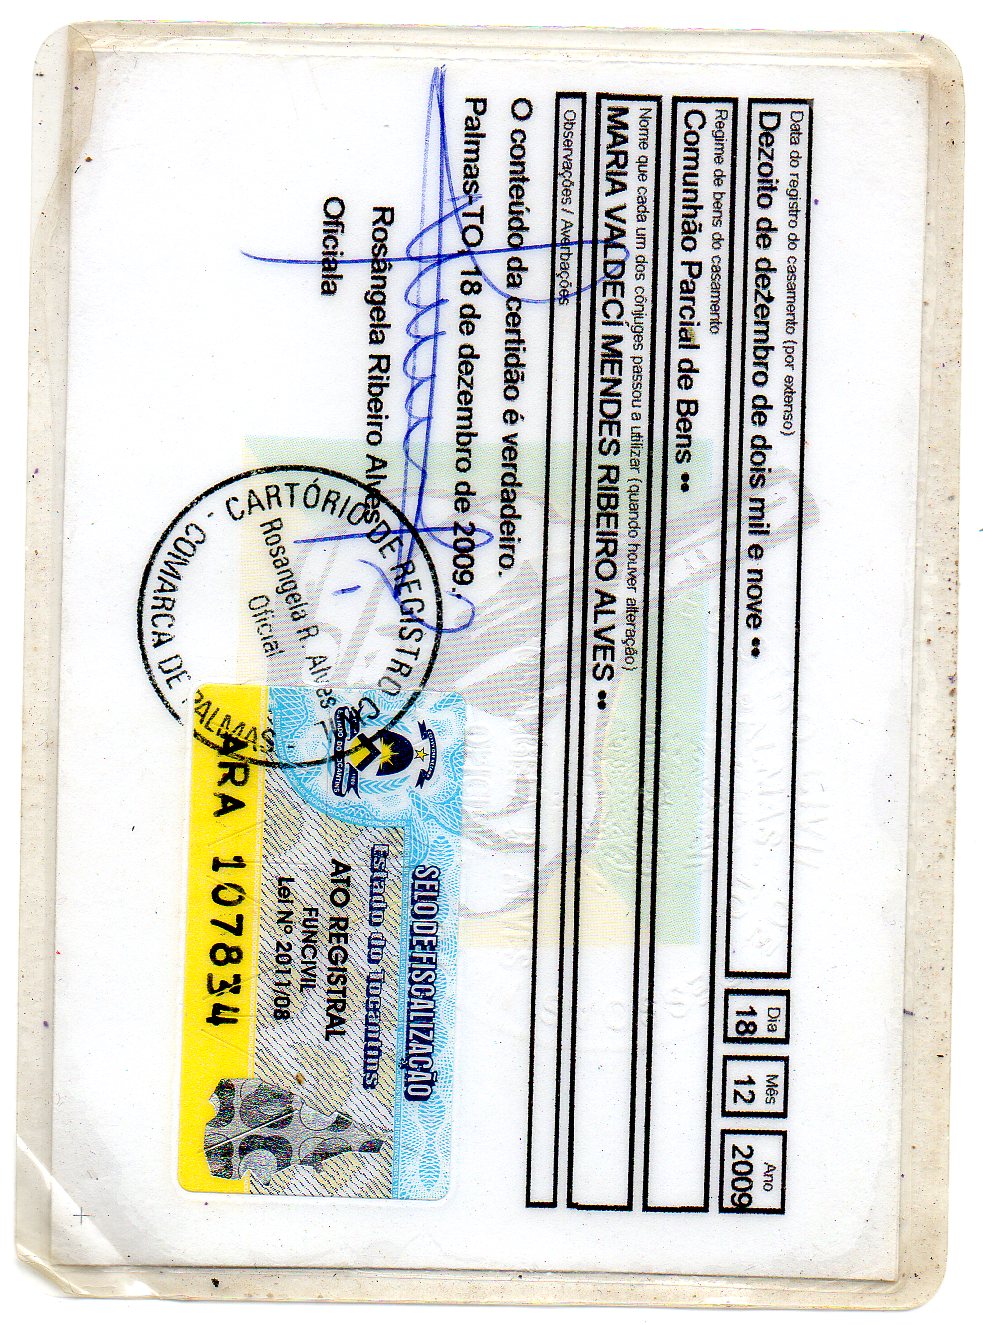 Data do registro do casamento (por extenso)
Dezoito de dezembro de dois mil e nove ••
Dia
18
Mês
12
Ano
2009
Regime de bens do casamento
Comunhão Parcial de Bens ••
Nome que cada um dos cônjuges passou a utilizar (quando houver alteração)
MARIA VALDECÍ MENDES RIBEIRO ALVES ••
Observações / Averbações
O conteúdo da certidão é verdadeiro.
Palmas-TO, 18 de dezembro de 2009.
Rosângela Ribeiro Alves
Oficiala
CARTÓRIO DE REGISTRO
Rosangela R. Alves
Oficial
COMARCA DE PALMAS
SELO DE FISCALIZAÇÃO
Estado do Tocantins
ATO REGISTRAL
FUNCIVIL
Lei Nº 2011/08
ESTADO DO TOCANTINS
ARA 107834